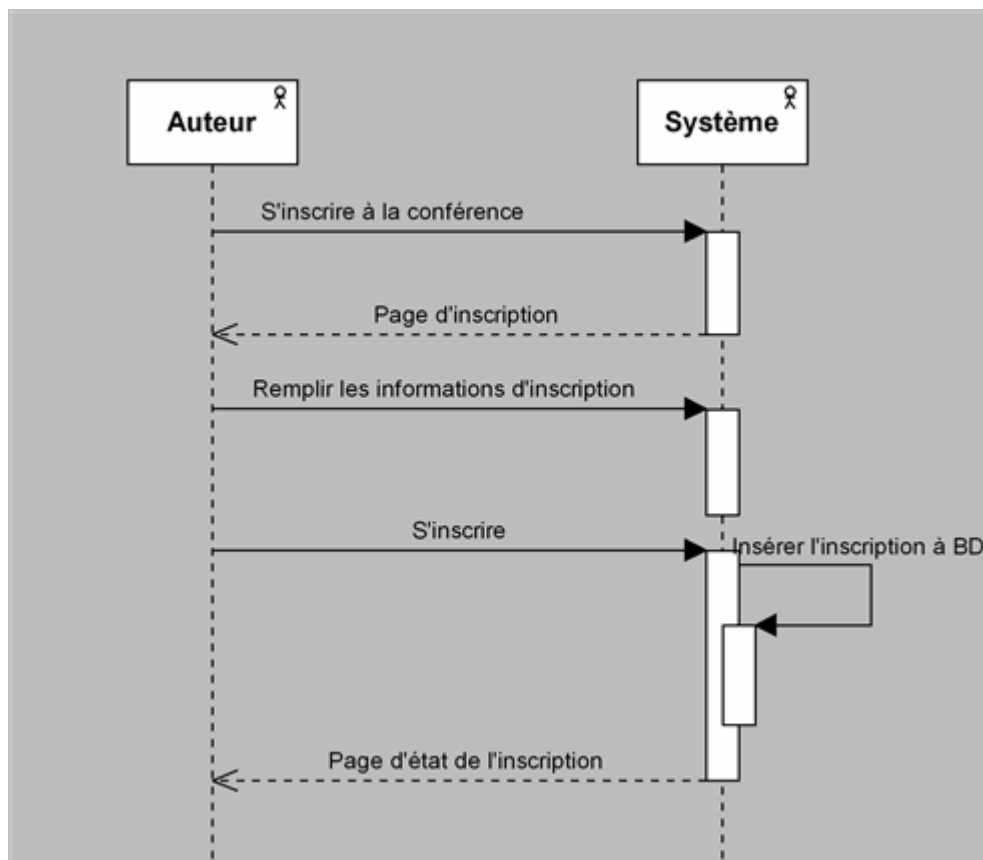 Auteur
Système
S'inscrire à la conférence
Page d'inscription
Remplir les informations d'inscription
S'inscrire
Insérer l'inscription à BD
Page d'état de l'inscription